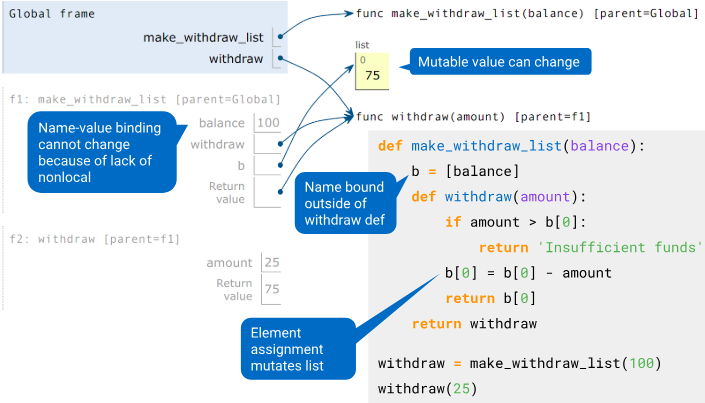 Global frame
make_withdraw_list
withdraw
func make_withdraw_list(balance) [parent=Global]
list
0
75
Mutable value can change
func withdraw(amount) [parent=f1]
f1: make_withdraw_list [parent=Global]
balance 100
withdraw
b
Return
value
Name-value binding
cannot change
because of lack of
nonlocal
Name bound
outside of
withdraw def
f2: withdraw [parent=f1]
amount 25
Return
value
75
Element
assignment
mutates list
def make_withdraw_list(balance):
b = [balance]
def withdraw(amount):
if amount > b[0]:
return 'Insufficient funds'
b[0] = b[0] - amount
return b[0]
return withdraw
withdraw = make_withdraw_list(100)
withdraw(25)